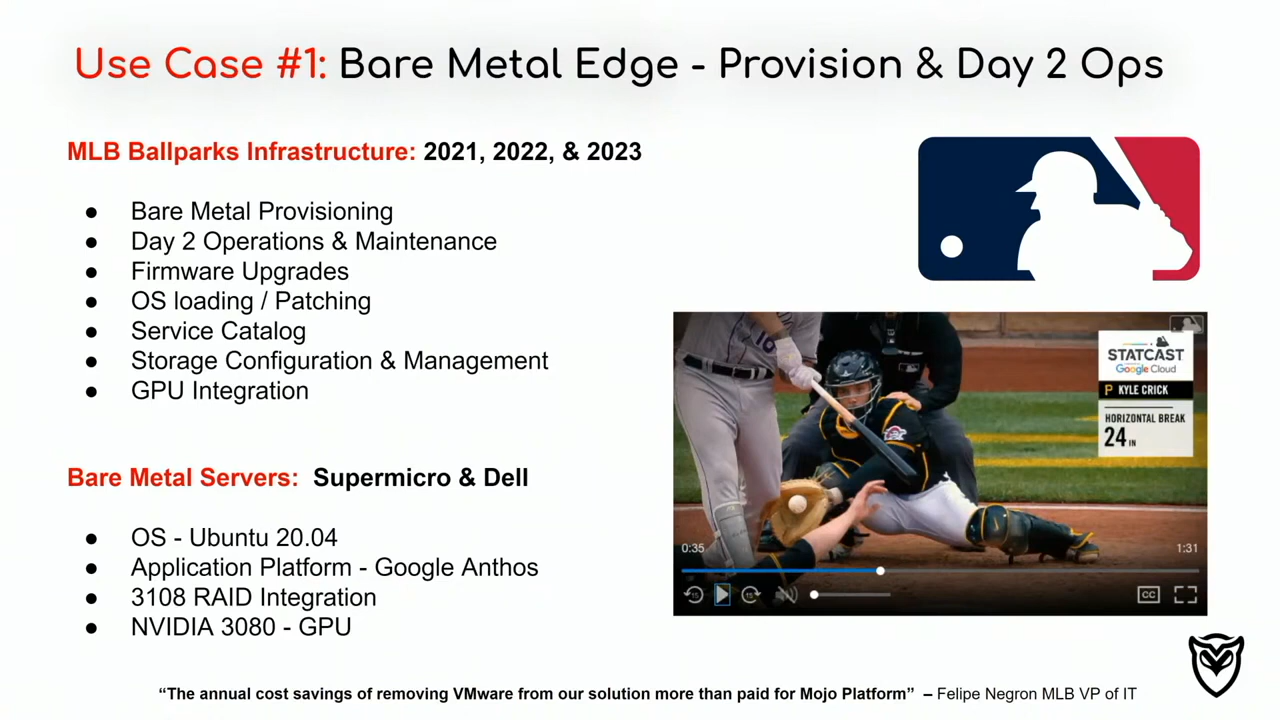 Use Case #1: Bare Metal Edge - Provision & Day 2 Ops
MLB Ballparks Infrastructure: 2021, 2022, & 2023
● Bare Metal Provisioning
● Day 2 Operations & Maintenance
● Firmware Upgrades
● OS loading / Patching
● Service Catalog
● Storage Configuration & Management
● GPU Integration
Bare Metal Servers: Supermicro & Dell
● OS - Ubuntu 20.04
● Application Platform - Google Anthos
● 3108 RAID Integration
● NVIDIA 3080 - GPU
STATCAST
Google Cloud
P KYLE CRICK
HORIZONTAL BREAK
24 IN
0:35
1:31
15
15
CC
“The annual cost savings of removing VMware from our solution more than paid for Mojo Platform” – Felipe Negron MLB VP of IT